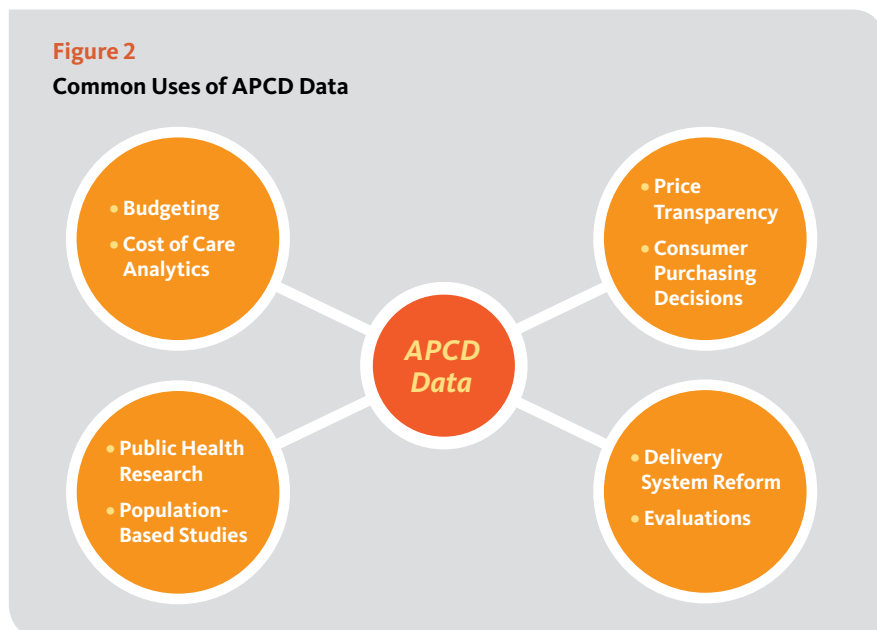 Figure 2
Common Uses of APCD Data
• Budgeting
• Cost of Care
Analytics
• Price
Transparency
• Consumer
Purchasing
Decisions
APCD
Data
• Public Health
Research
• Population-
Based Studies
• Delivery
System Reform
• Evaluations